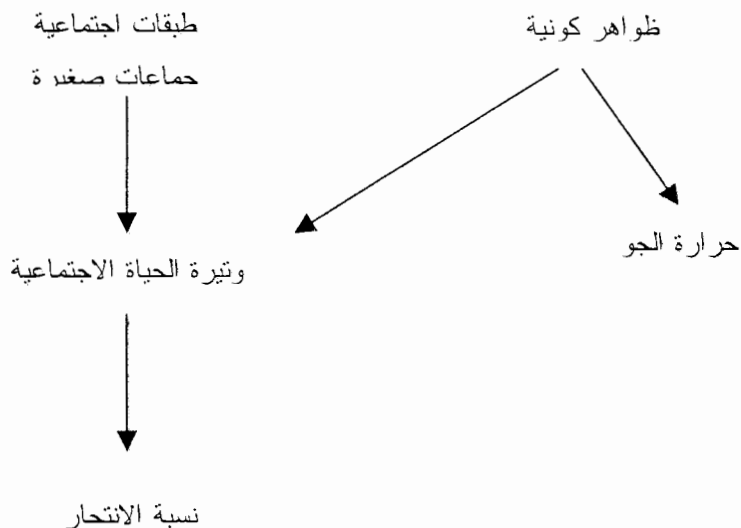 ظواهر كونية
طبقات اجتماعية
جماعات صغيرة
حرارة الجو
وتيرة الحياة الاجتماعية
نسبة الانتحار